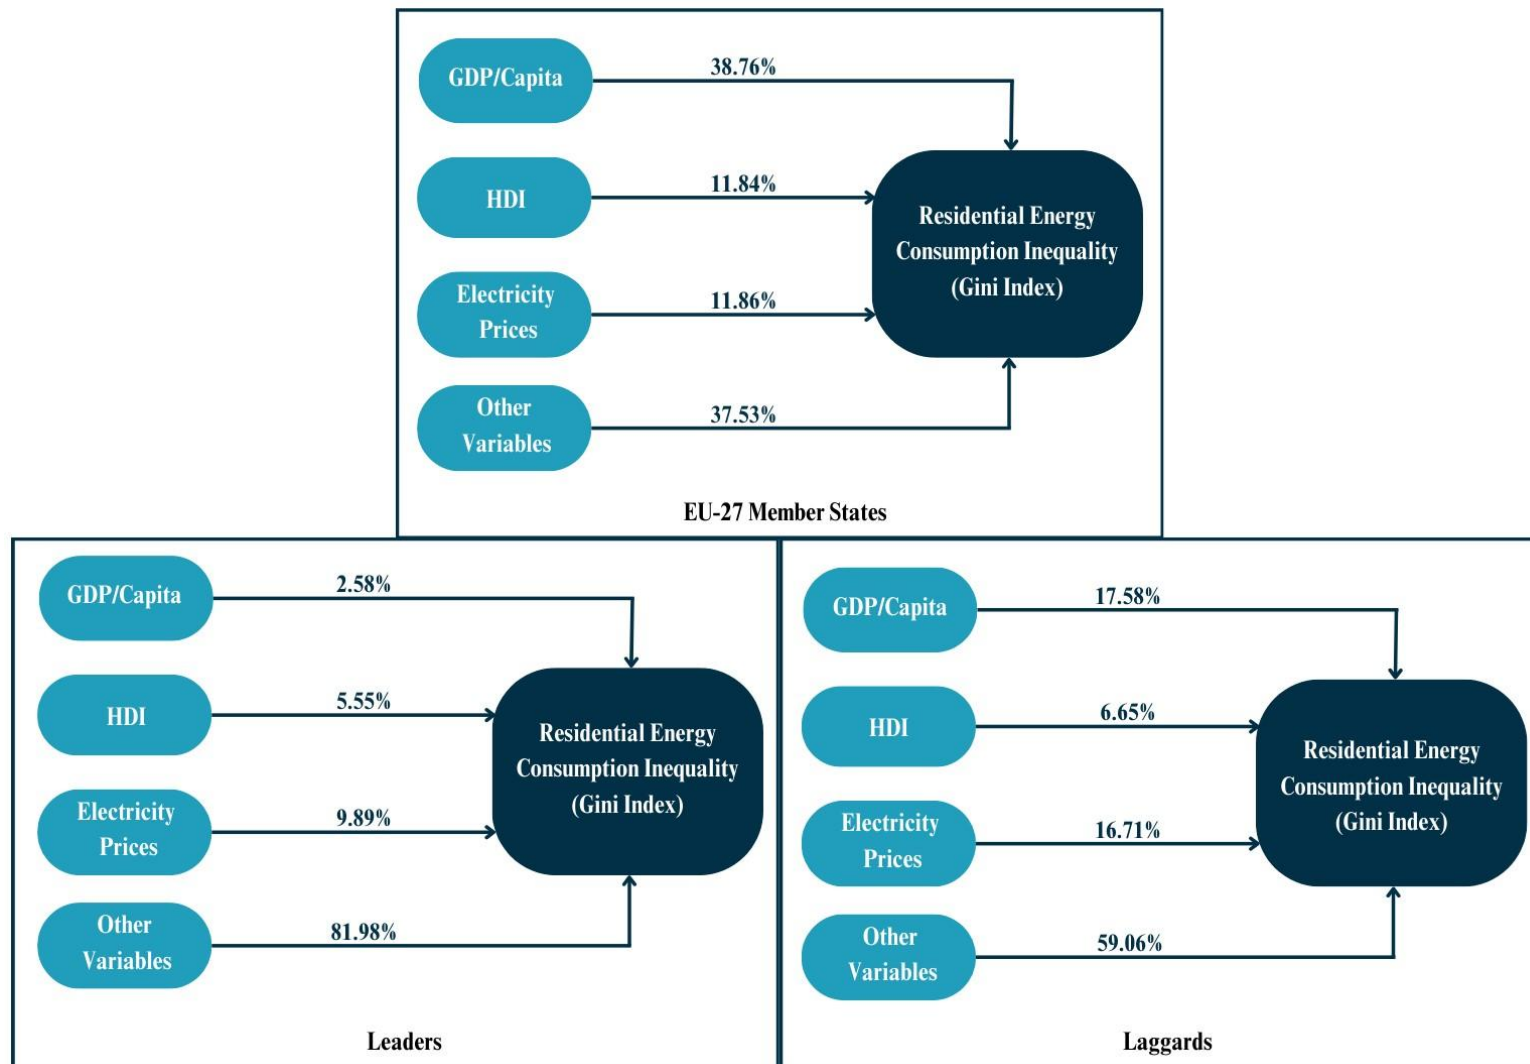 GDP/Capita
38.76%
HDI
11.84%
Electricity
Prices
11.86%
Other
Variables
37.53%
Residential Energy
Consumption Inequality
(Gini Index)
EU-27 Member States
GDP/Capita
2.58%
HDI
5.55%
Electricity
Prices
9.89%
Other
Variables
81.98%
Residential Energy
Consumption Inequality
(Gini Index)
Leaders
GDP/Capita
17.58%
HDI
6.65%
Electricity
Prices
16.71%
Other
Variables
59.06%
Residential Energy
Consumption Inequality
(Gini Index)
Laggards